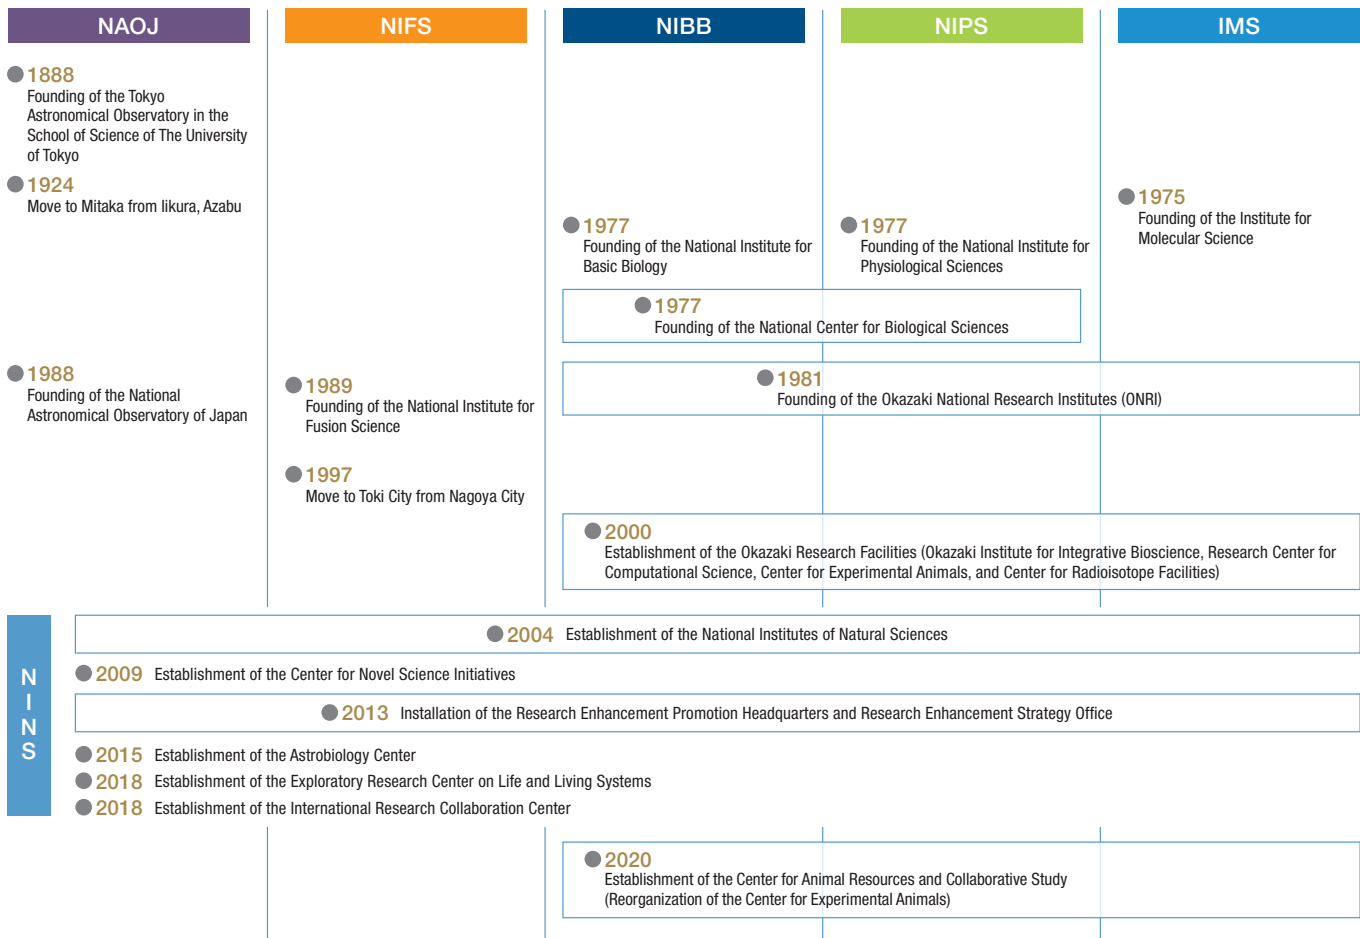 NAOJ
NIFS
NIBB
NIPS
IMS
1888
Founding of the Tokyo
Astronomical Observatory in the
School of Science of The University
of Tokyo
1924
Move to Mitaka from Iikura, Azabu
1988
Founding of the National
Astronomical Observatory of Japan
1989
Founding of the National Institute for
Fusion Science
1997
Move to Toki City from Nagoya City
1977
Founding of the National Institute for
Basic Biology
1977
Founding of the National Institute for
Physiological Sciences
1975
Founding of the Institute for
Molecular Science
1977
Founding of the National Center for Biological Sciences
1981
Founding of the Okazaki National Research Institutes (ONRI)
2000
Establishment of the Okazaki Research Facilities (Okazaki Institute for Integrative Bioscience, Research Center for
Computational Science, Center for Experimental Animals, and Center for Radioisotope Facilities)
NINS
2004 Establishment of the National Institutes of Natural Sciences
2009 Establishment of the Center for Novel Science Initiatives
2013 Installation of the Research Enhancement Promotion Headquarters and Research Enhancement Strategy Office
2015 Establishment of the Astrobiology Center
2018 Establishment of the Exploratory Research Center on Life and Living Systems
2018 Establishment of the International Research Collaboration Center
2020
Establishment of the Center for Animal Resources and Collaborative Study
(Reorganization of the Center for Experimental Animals)